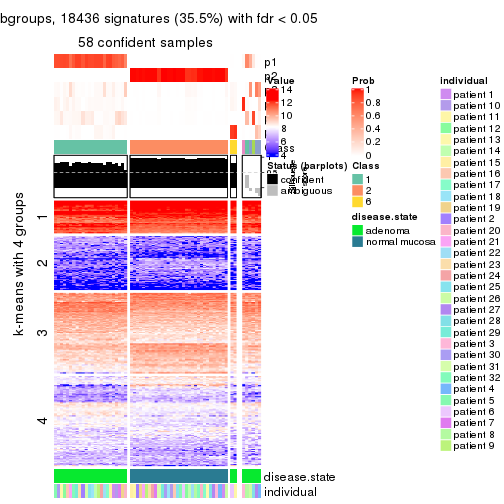 bgroups, 18436 signatures (35.5%) with fdr < 0.05
58 confident samples
p1
p2
Value
14
12
10
8
6
4
Prob
1
0.8
0.6
0.4
0.2
0
individual
patient 1
patient 10
patient 11
patient 12
patient 13
patient 14
patient 15
patient 16
patient 17
patient 18
patient 19
patient 2
patient 20
patient 21
patient 22
patient 23
patient 24
patient 25
patient 26
patient 27
patient 28
patient 29
patient 3
patient 30
patient 31
patient 32
patient 4
patient 5
patient 6
patient 7
patient 8
patient 9
Status (barplots)
confident
ambiguous
Class
1
2
6
disease.state
adenoma
normal mucosa
k-means with 4 groups
1
2
3
4
disease.state
individual